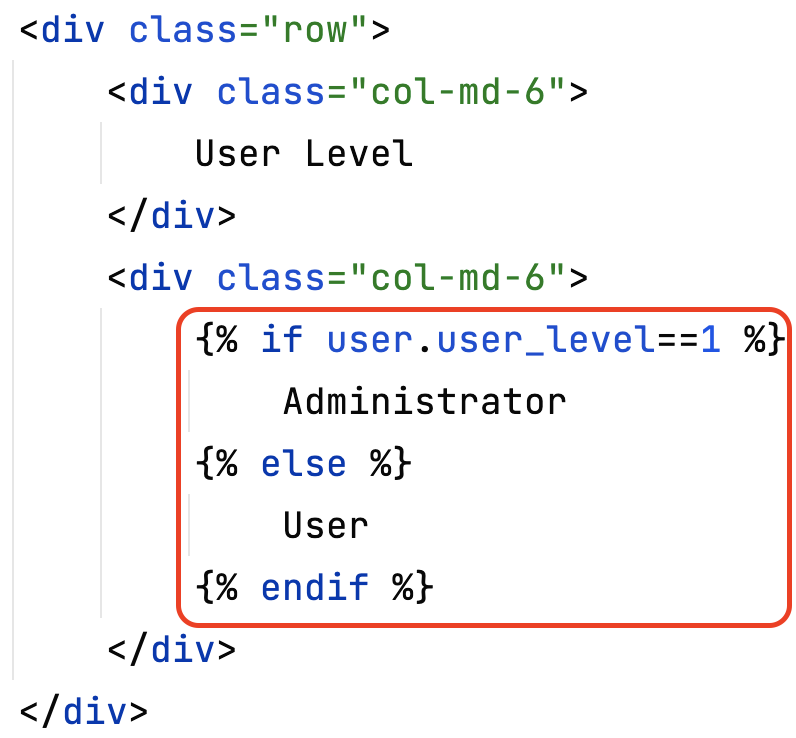 <div class="row">
    <div class="col-md-6">
        User Level
    </div>
    <div class="col-md-6">
        {% if user.user_level==1 %}
            Administrator
        {% else %}
            User
        {% endif %}
    </div>
</div>